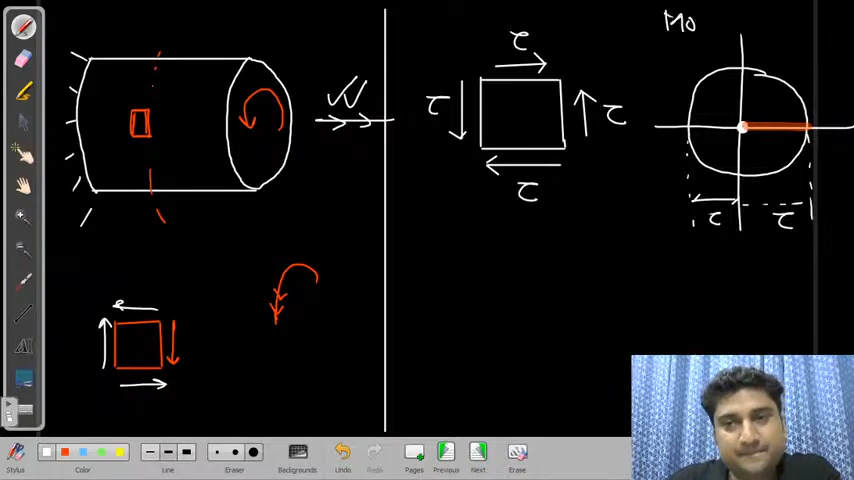 MO
τ
τ
τ
τ
τ
τ
A
Stylus
Color
Line
Eraser
Backgrounds
Undo
Redo
Pages
Previous
Next
Erase